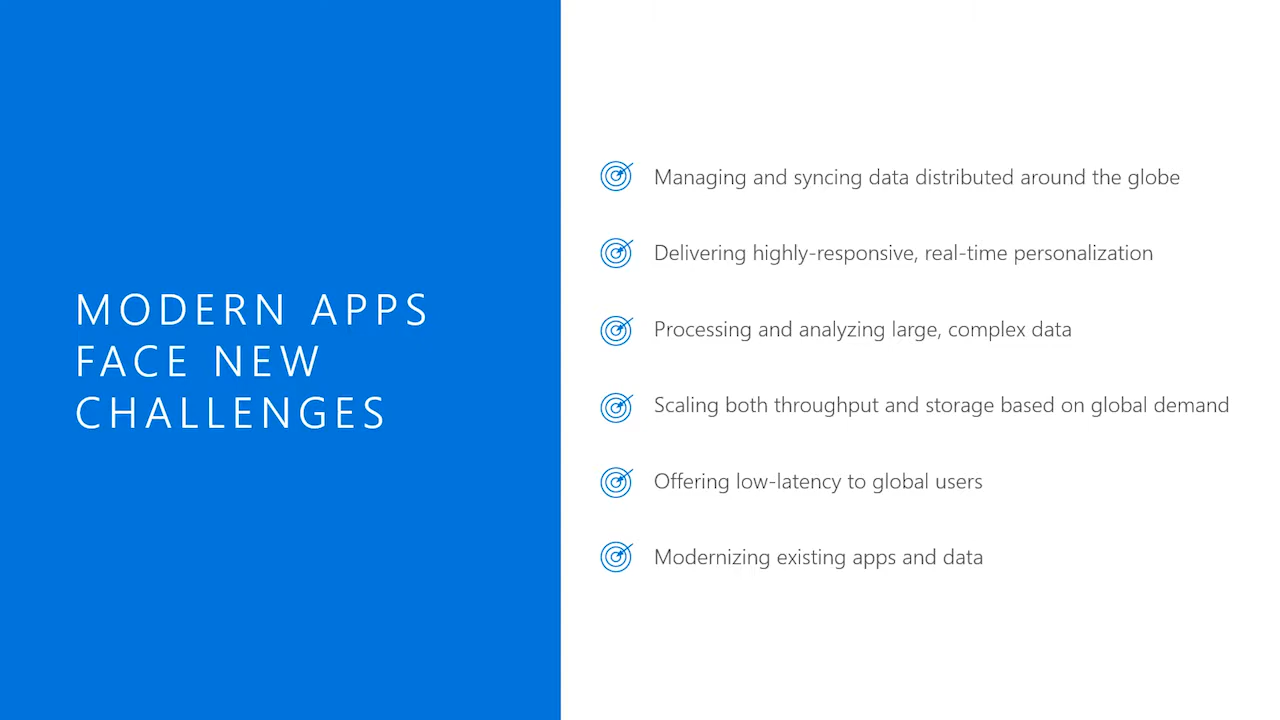 MODERN APPS
FACE NEW
CHALLENGES
Managing and syncing data distributed around the globe
Delivering highly-responsive, real-time personalization
Processing and analyzing large, complex data
Scaling both throughput and storage based on global demand
Offering low-latency to global users
Modernizing existing apps and data